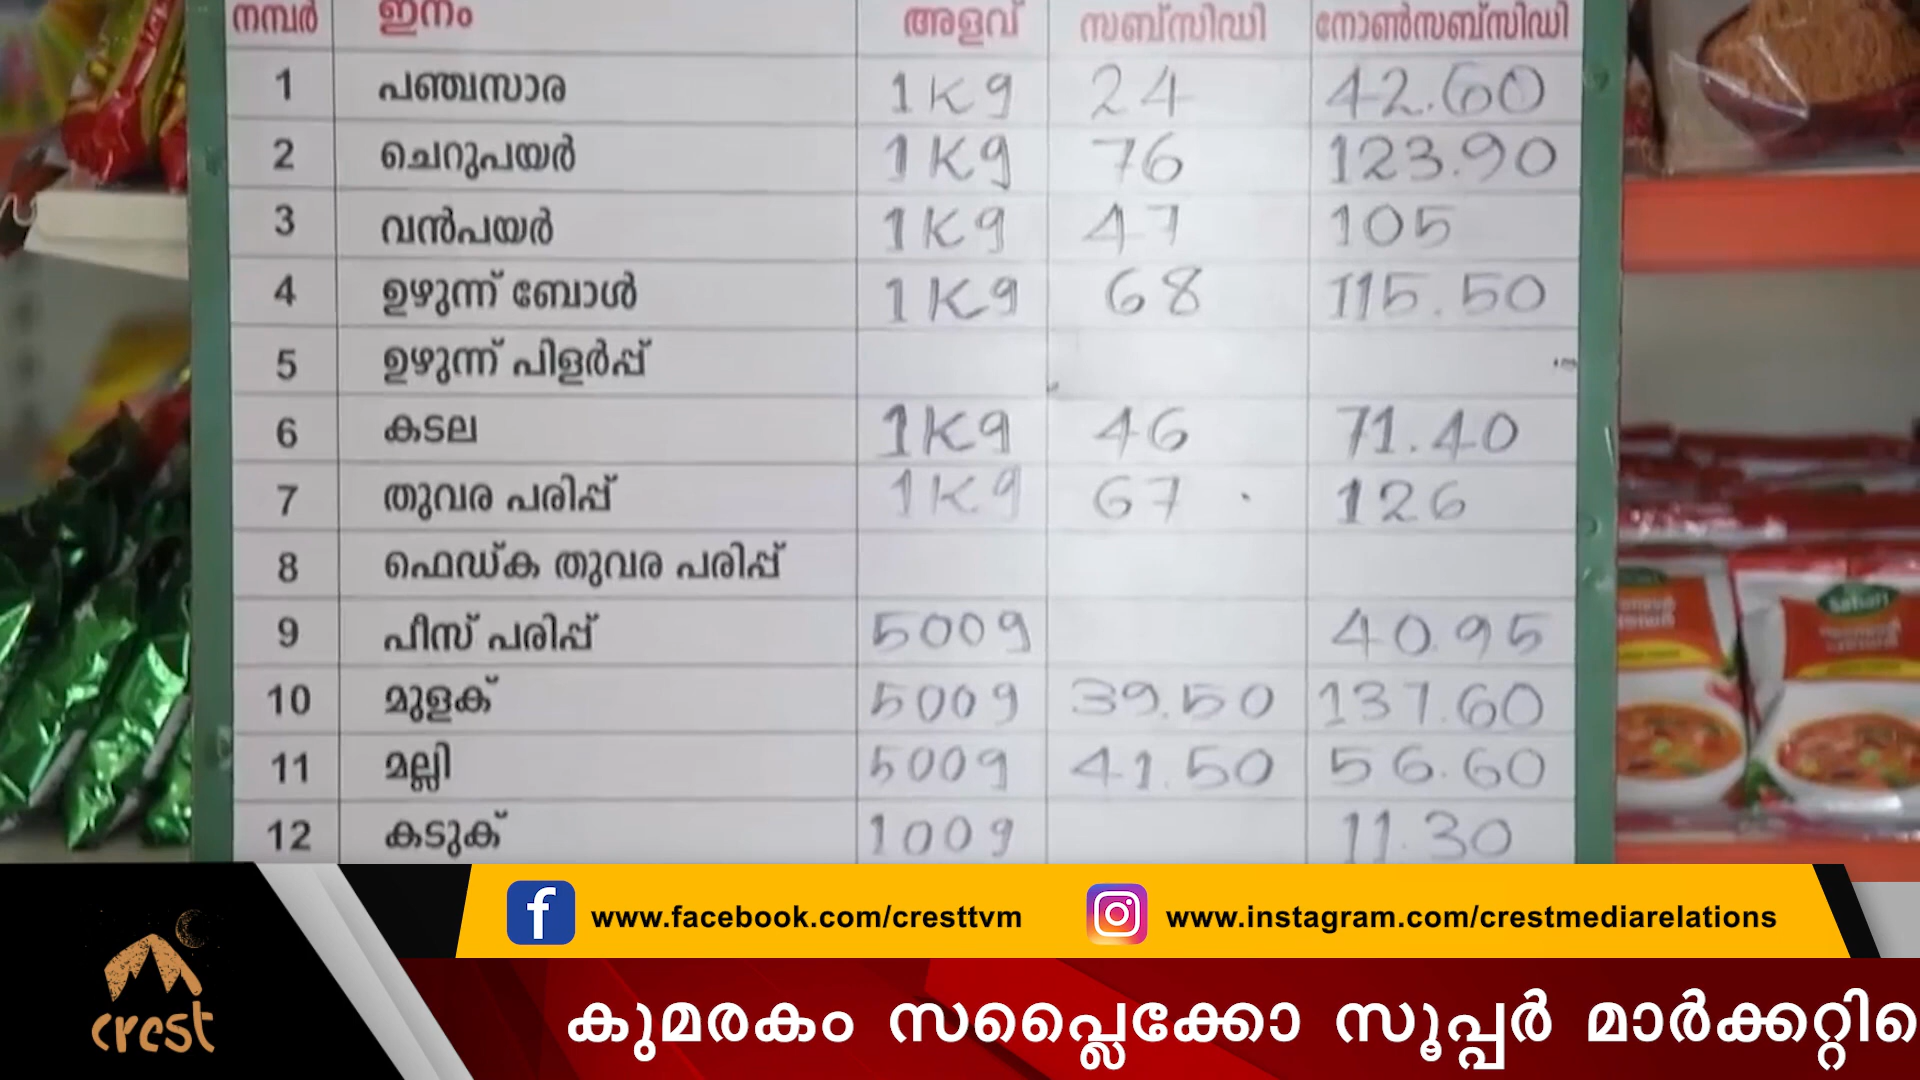 നമ്പർ ഇനം അളവ് സബ്സിഡി നോൺസബ്സിഡി
1 പഞ്ചസാര 1Kg 24 42.60
2 ചെറുപയർ 1Kg 76 123.90
3 വൻപയർ 1Kg 47 105
4 ഉഴുന്ന് ബോൾ 1Kg 68 115.50
5 ഉഴുന്ന് പിളർപ്പ്
6 കടല 1Kg 46 71.40
7 തുവര പരിപ്പ് 1Kg 67 126
8 ഫെഡ്ക തുവര പരിപ്പ്
9 പീസ് പരിപ്പ് 500g 40.95
10 മുളക് 500g 39.50 137.60
11 മല്ലി 500g 41.50 56.60
12 കടുക് 100g 11.30
www.facebook.com/cresttvm www.instagram.com/crestmediarelations
crest
കുമരകം സപ്ലൈക്കോ സൂപ്പർ മാർക്കറ്റിലെ